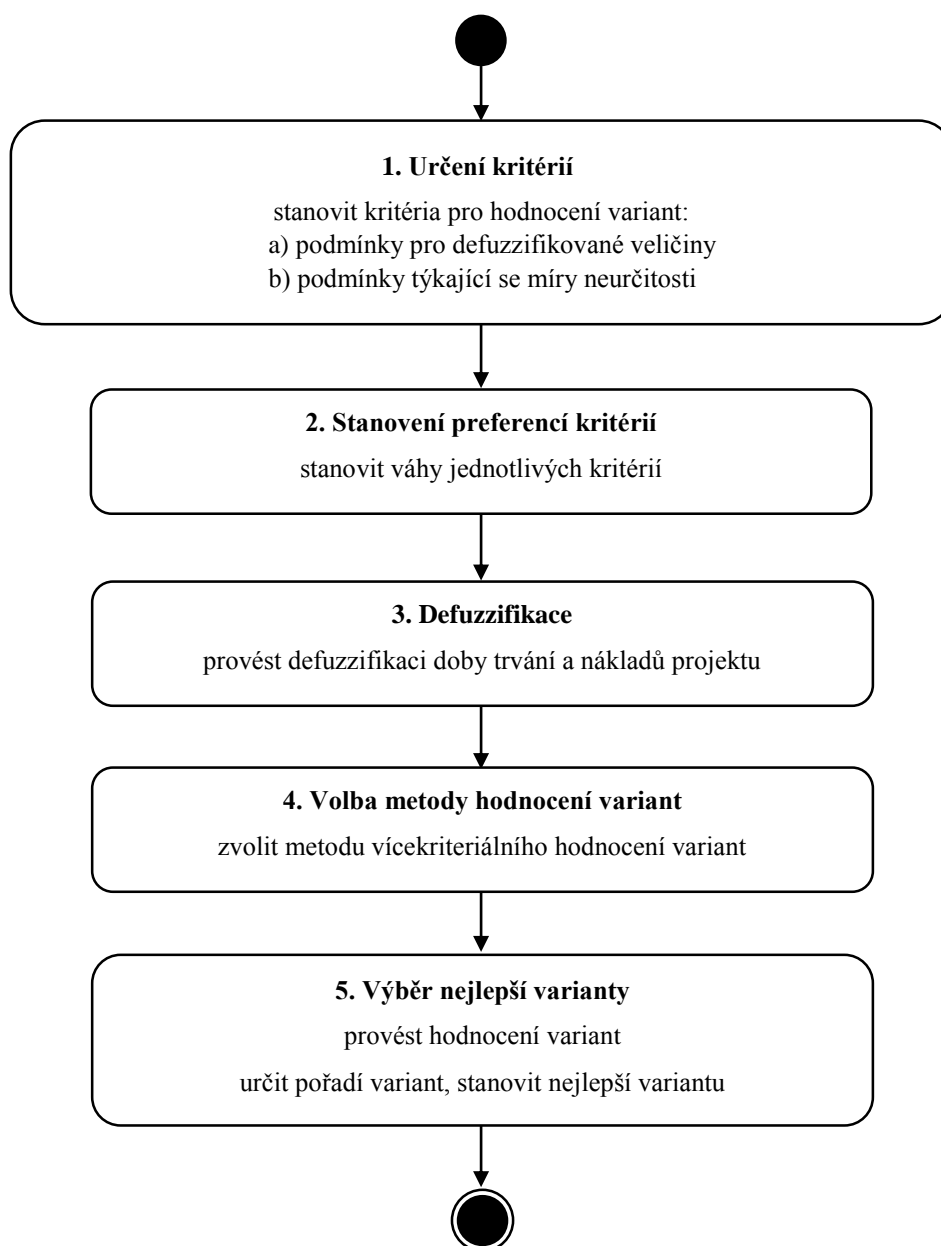 1. Určení kritérií
stanovit kritéria pro hodnocení variant:
a) podmínky pro defuzzifikované veličiny
b) podmínky týkající se míry neurčitosti
2. Stanovení preferencí kritérií
stanovit váhy jednotlivých kritérií
3. Defuzzifikace
provést defuzzifikaci doby trvání a nákladů projektu
4. Volba metody hodnocení variant
zvolit metodu vícekriteriálního hodnocení variant
5. Výběr nejlepší varianty
provést hodnocení variant
určit pořadí variant, stanovit nejlepší variantu